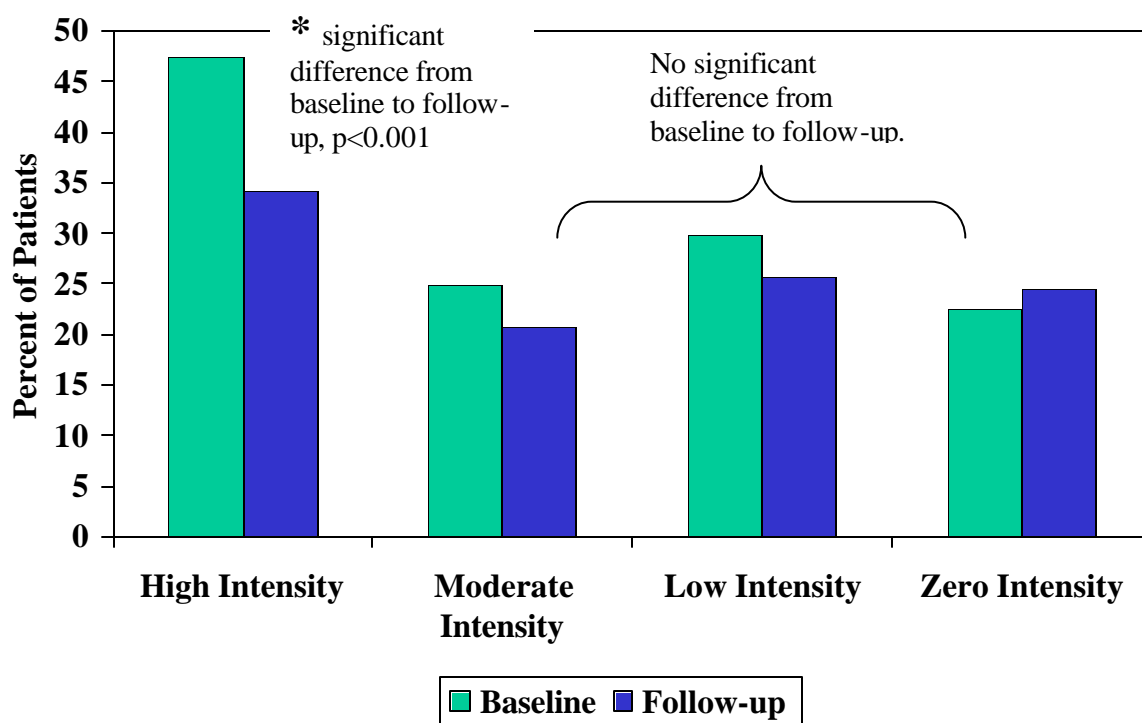 * significant
difference from
baseline to follow-
up, p<0.001
No significant
difference from
baseline to follow-up.
Percent of Patients
50
45
40
35
30
25
20
15
10
5
0
High Intensity
Moderate
Intensity
Low Intensity
Zero Intensity
Baseline
Follow-up